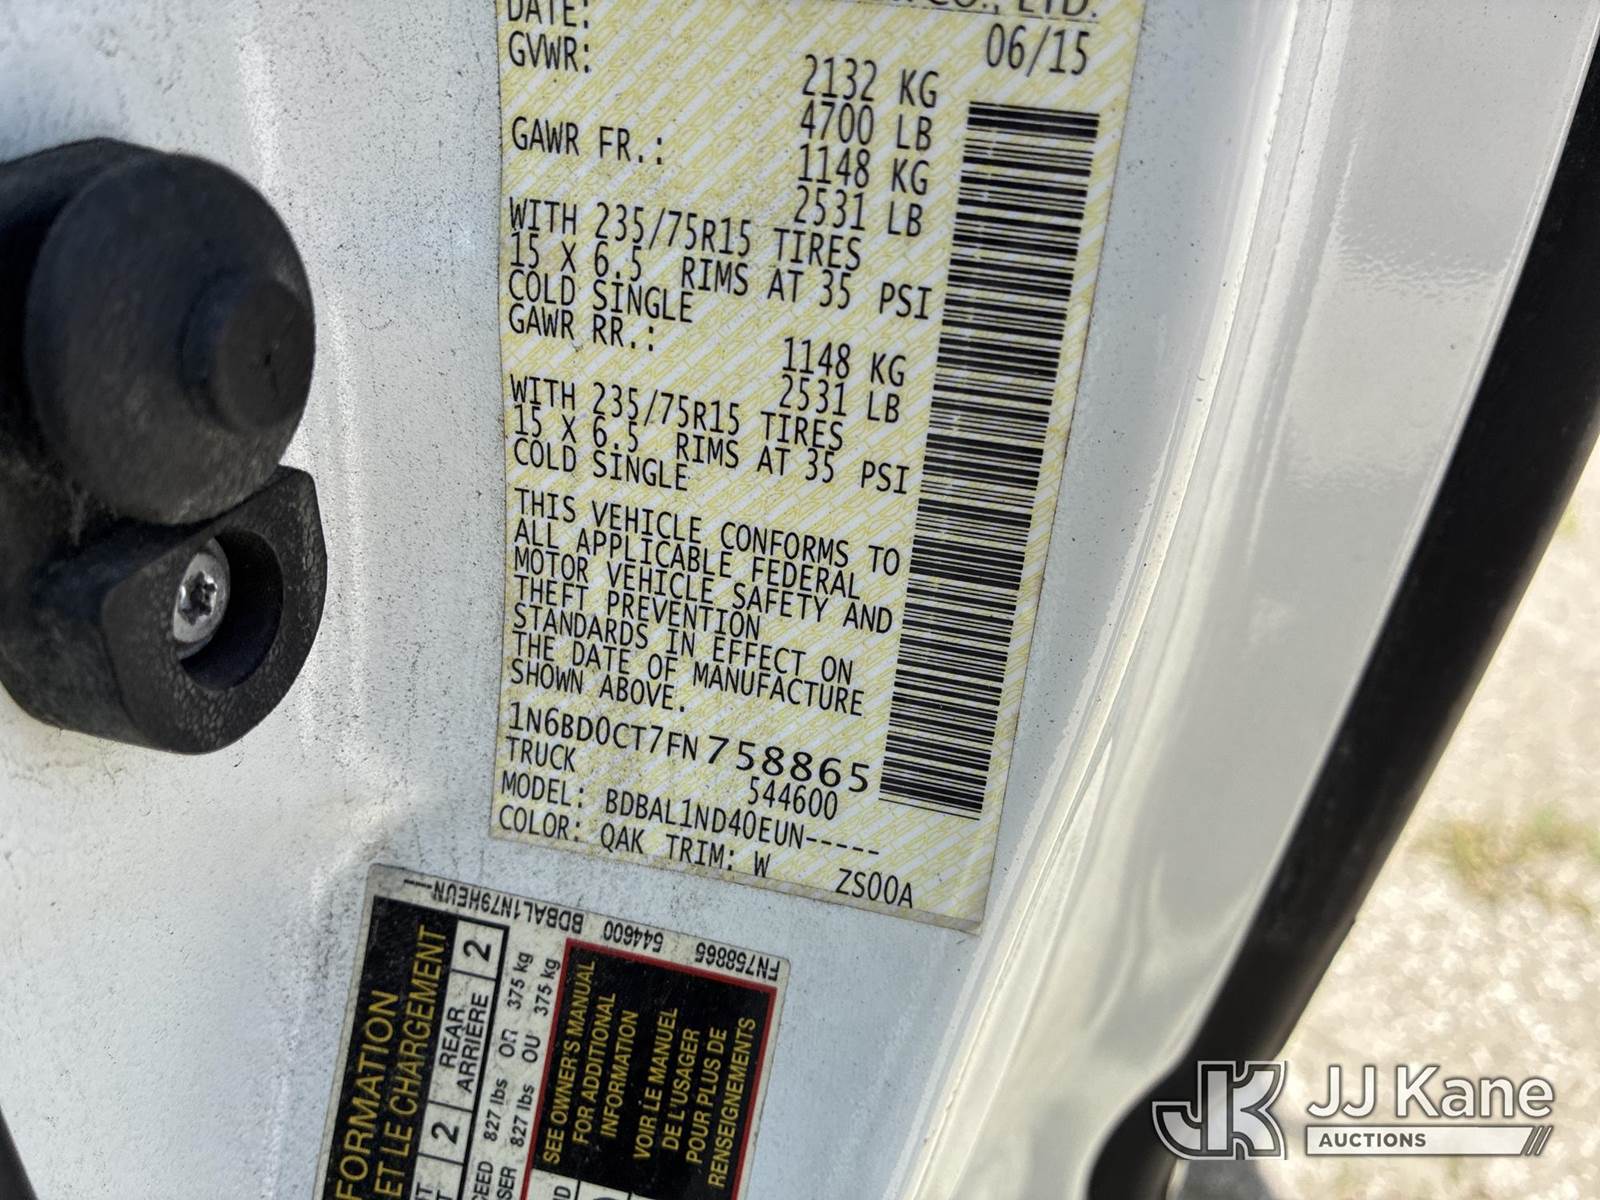 CO., LTD.
DATE: 06/15
GVWR: 2132 KG
4700 LB
GAWR FR.: 1148 KG
2531 LB
WITH 235/75R15 TIRES
15 X 6.5 RIMS AT 35 PSI
COLD SINGLE
GAWR RR.: 1148 KG
2531 LB
WITH 235/75R15 TIRES
15 X 6.5 RIMS AT 35 PSI
COLD SINGLE
THIS VEHICLE CONFORMS TO
ALL APPLICABLE FEDERAL
MOTOR VEHICLE SAFETY AND
THEFT PREVENTION
STANDARDS IN EFFECT ON
THE DATE OF MANUFACTURE
SHOWN ABOVE.
1N6BD0CT7FN758865
TRUCK 544600
MODEL: BDBAL1ND40EUN-----
COLOR: QAK TRIM: W ZS00A
FN758865 544600 BDBAL1N79HEUN---
FORMATION
ET LE CHARGEMENT
2 REAR
ARRIÈRE 2
827 lbs OR 375 kg
827 lbs OU 375 kg
SEE OWNER'S MANUAL
FOR ADDITIONAL
INFORMATION
VOIR LE MANUEL
DE L'USAGER
POUR PLUS DE
RENSEIGNEMENTS
JK JJ Kane
AUCTIONS